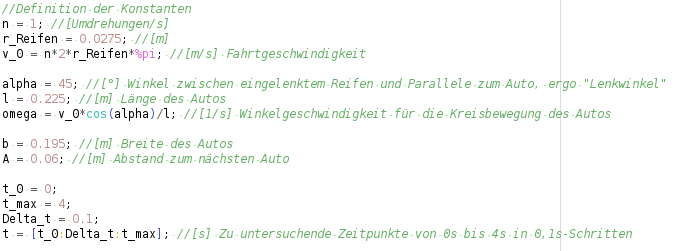 //Definition der Konstanten
n = 1; //[Umdrehungen/s]
r_Reifen = 0.0275; //[m]
v_0 = n*2*r_Reifen*%pi; //[m/s] Fahrtgeschwindigkeit
alpha = 45; //[°] Winkel zwischen eingelenktem Reifen und Parallele zum Auto, ergo "Lenkwinkel"
l = 0.225; //[m] Länge des Autos
omega = v_0*cos(alpha)/l; //[1/s] Winkelgeschwindigkeit für die Kreisbewegung des Autos
b = 0.195; //[m] Breite des Autos
A = 0.06; //[m] Abstand zum nächsten Auto
t_0 = 0;
t_max = 4;
Delta_t = 0.1;
t = [t_0:Delta_t:t_max]; //[s] Zu untersuchende Zeitpunkte von 0s bis 4s in 0,1s-Schritten